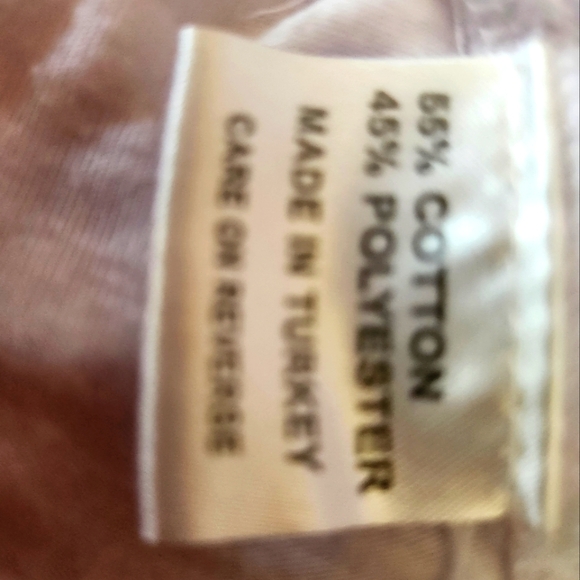 55% COTTON
45% POLYESTER
MADE IN TURKEY
CARE ON REVERSE